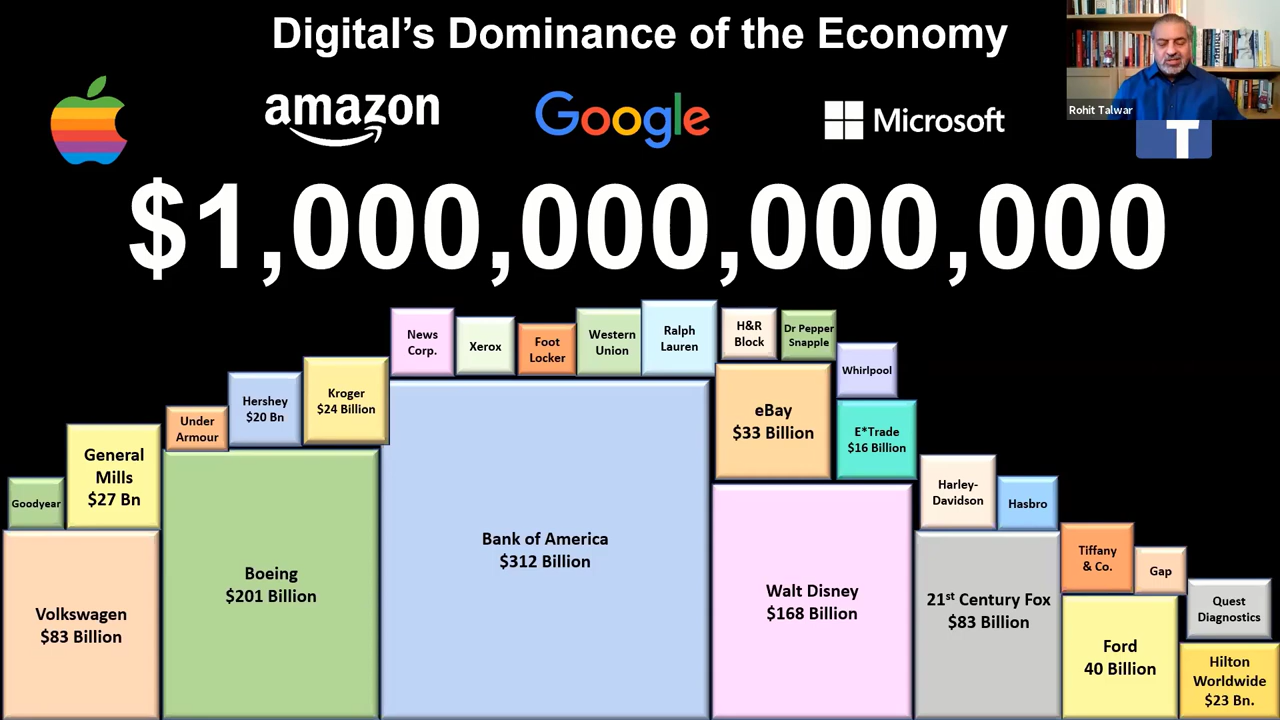 Digital's Dominance of the Economy
Rohit Talwar
amazon
Google
Microsoft
$1,000,000,000,000
News
Corp.
Xerox
Foot
Locker
Western
Union
Ralph
Lauren
H&R
Block
Dr Pepper
Snapple
Whirlpool
Under
Armour
Hershey
$20 Bn
Kroger
$24 Billion
eBay
$33 Billion
E*Trade
$16 Billion
Goodyear
General
Mills
$27 Bn
Harley-
Davidson
Hasbro
Volkswagen
$83 Billion
Boeing
$201 Billion
Bank of America
$312 Billion
Walt Disney
$168 Billion
21st Century Fox
$83 Billion
Tiffany
& Co.
Gap
Quest
Diagnostics
Ford
40 Billion
Hilton
Worldwide
$23 Bn.